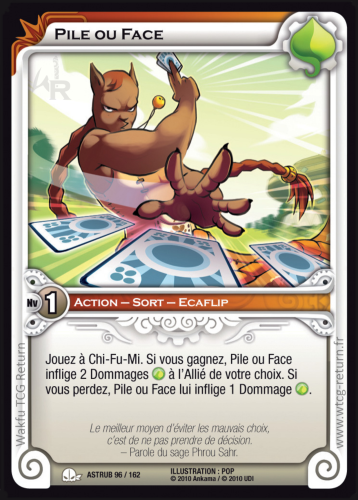 Pile ou Face
WR
Nv 1 Action – Sort – Ecaflip
Jouez à Chi-Fu-Mi. Si vous gagnez, Pile ou Face
inflige 2 Dommages à l'Allié de votre choix. Si
vous perdez, Pile ou Face lui inflige 1 Dommage .
Le meilleur moyen d'éviter les mauvais choix,
c'est de ne pas prendre de décision.
– Parole du sage Phrou Sahr.
ASTRUB 96 / 162
ILLUSTRATION : POP
© 2010 Ankama / © 2010 UDI
Wakfu TCG Return
www.wtcg-return.fr